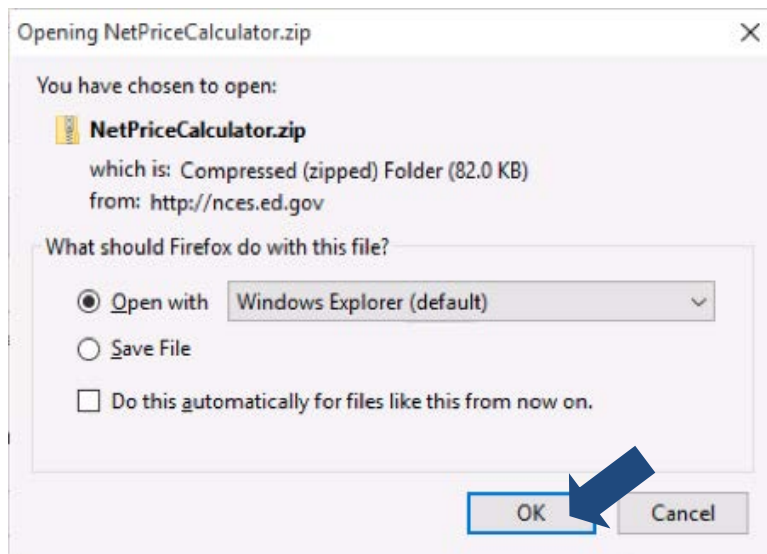 Opening NetPriceCalculator.zip
You have chosen to open:
NetPriceCalculator.zip
which is: Compressed (zipped) Folder (82.0 KB)
from: http://nces.ed.gov
What should Firefox do with this file?
Open with Windows Explorer (default)
Save File
Do this automatically for files like this from now on.
OK Cancel